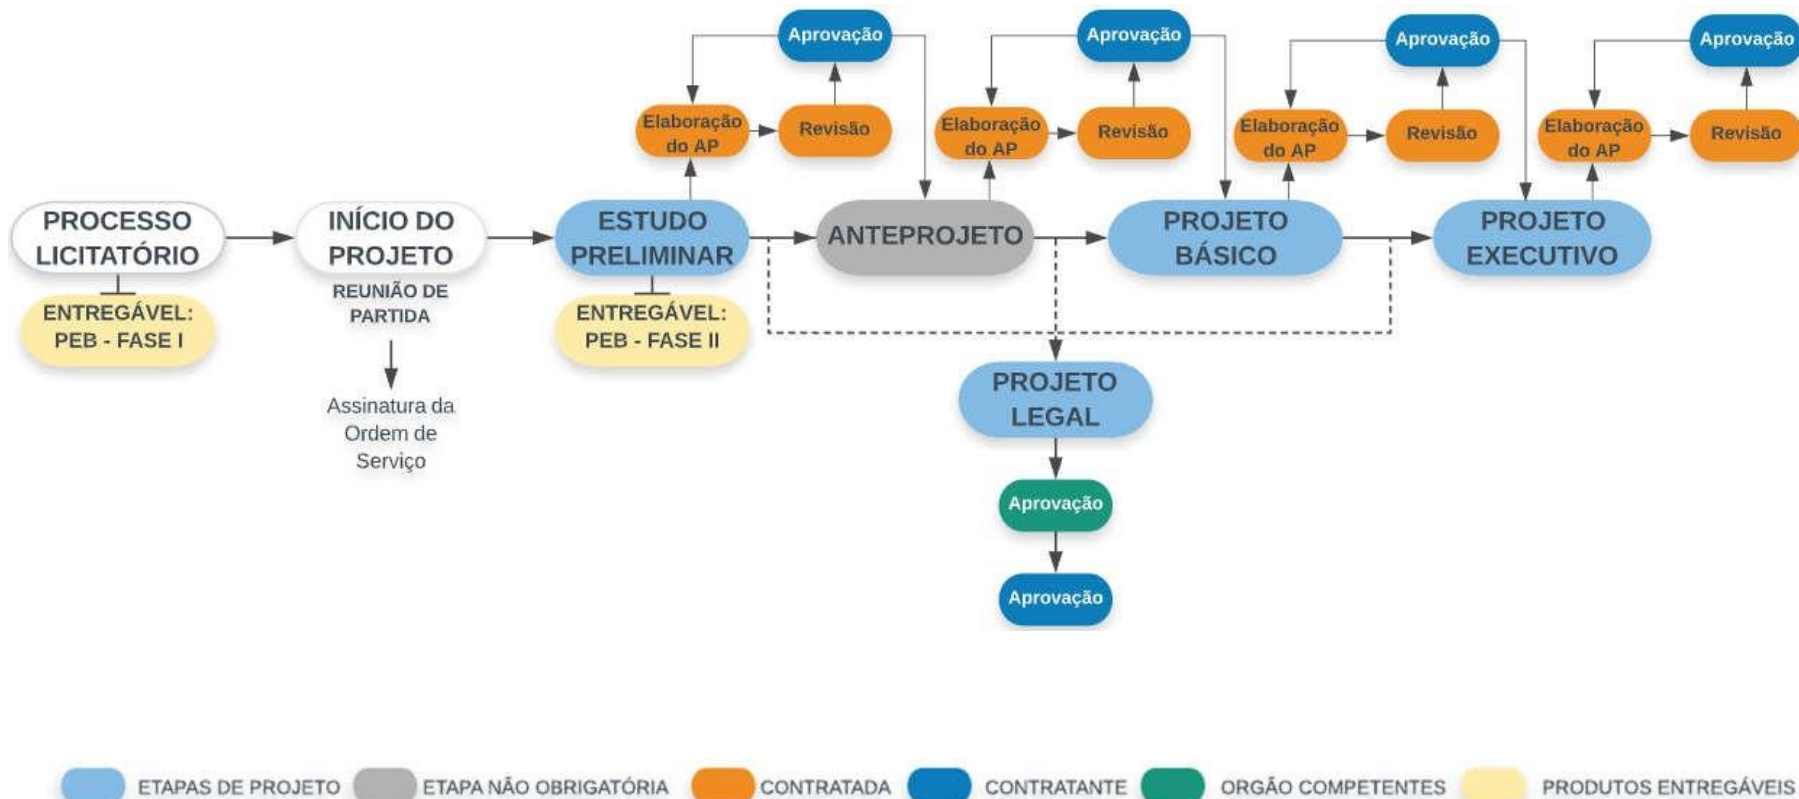 Aprovação
Aprovação
Aprovação
Aprovação
Elaboração
do AP
Revisão
Elaboração
do AP
Revisão
Elaboração
do AP
Revisão
Elaboração
do AP
Revisão
PROCESSO
LICITATÓRIO
INÍCIO DO
PROJETO
ESTUDO
PRELIMINAR
ANTEPROJETO
PROJETO
BÁSICO
PROJETO
EXECUTIVO
ENTREGÁVEL:
PEB - FASE I
REUNIÃO DE
PARTIDA
ENTREGÁVEL:
PEB - FASE II
Assinatura da
Ordem de
Serviço
PROJETO
LEGAL
Aprovação
Aprovação
ETAPAS DE PROJETO
ETAPA NÃO OBRIGATÓRIA
CONTRATADA
CONTRATANTE
ORGÃO COMPETENTES
PRODUTOS ENTREGÁVEIS